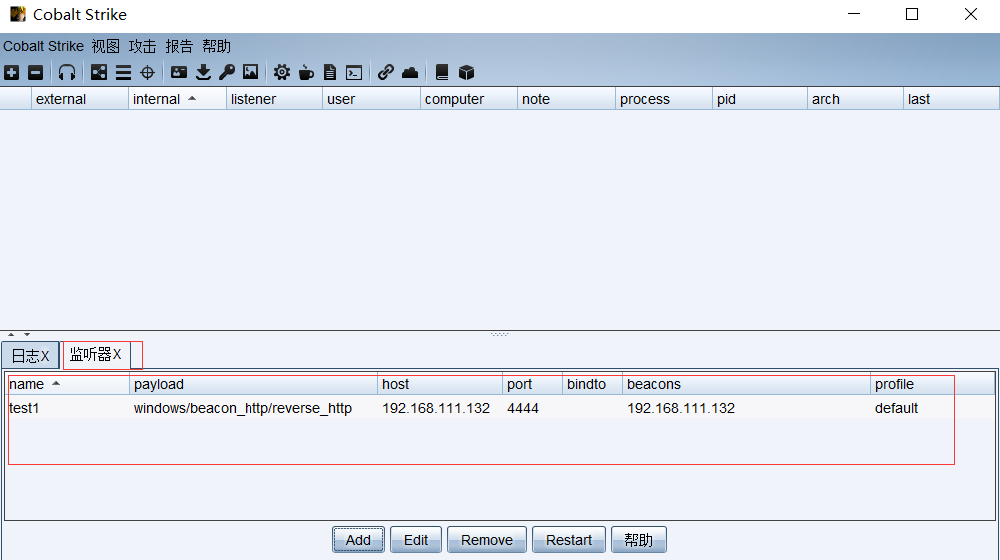 Cobalt Strike
Cobalt Strike 视图 攻击 报告 帮助
external internal listener user computer note process pid arch last
日志X 监听器X
name payload host port bindto beacons profile
test1 windows/beacon_http/reverse_http 192.168.111.132 4444 192.168.111.132 default
Add Edit Remove Restart 帮助